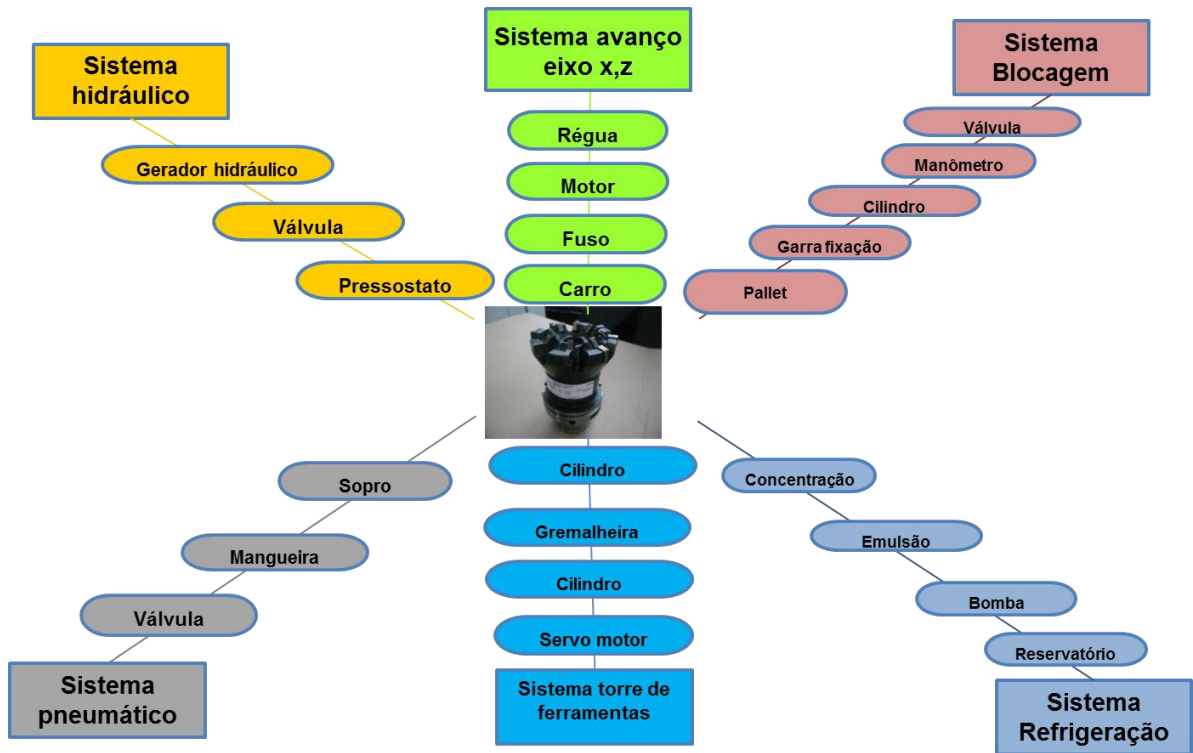 Sistema
hidráulico
Gerador hidráulico
Válvula
Pressostato
Sistema avanço
eixo x,z
Régua
Motor
Fuso
Carro
Sistema
Blocagem
Válvula
Manômetro
Cilindro
Garra fixação
Pallet
Sopro
Mangueira
Válvula
Sistema
pneumático
Cilindro
Gremalheira
Cilindro
Servo motor
Sistema torre de
ferramentas
Concentração
Emulsão
Bomba
Reservatório
Sistema
Refrigeração